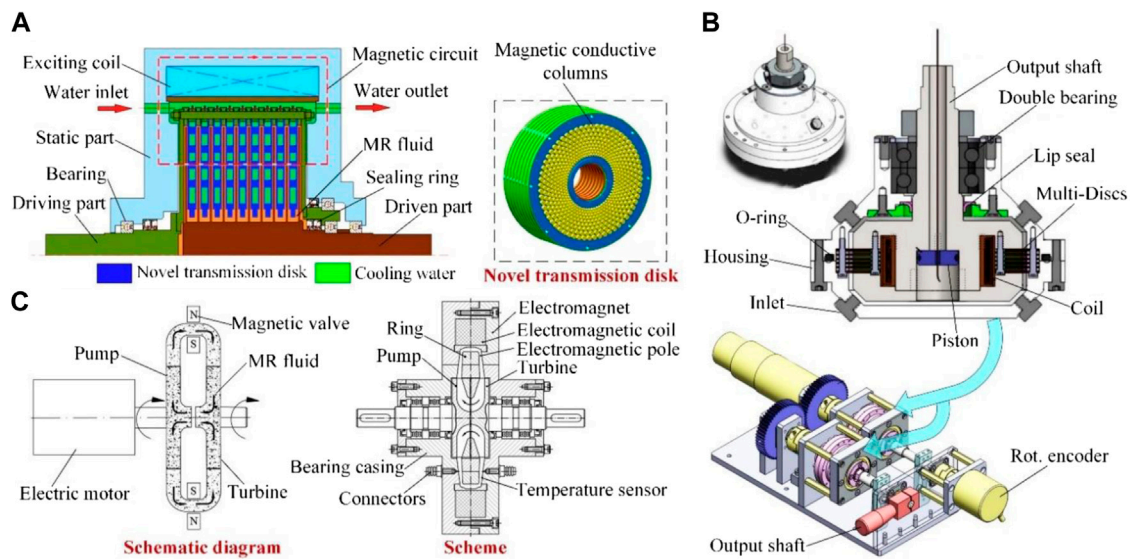 A
Exciting coil
Water inlet
Static part
Bearing
Driving part
Magnetic circuit
Water outlet
MR fluid
Sealing ring
Driven part
Novel transmission disk
Cooling water
Magnetic conductive
columns
Novel transmission disk
B
Output shaft
Double bearing
Lip seal
Multi-Discs
O-ring
Housing
Inlet
Coil
Piston
Rot. encoder
Output shaft
C
N
Magnetic valve
S
Pump
MR fluid
Electric motor
S
Turbine
N
Schematic diagram
Electromagnet
Ring
Electromagnetic coil
Pump
Electromagnetic pole
Turbine
Bearing casing
Connectors
Temperature sensor
Scheme